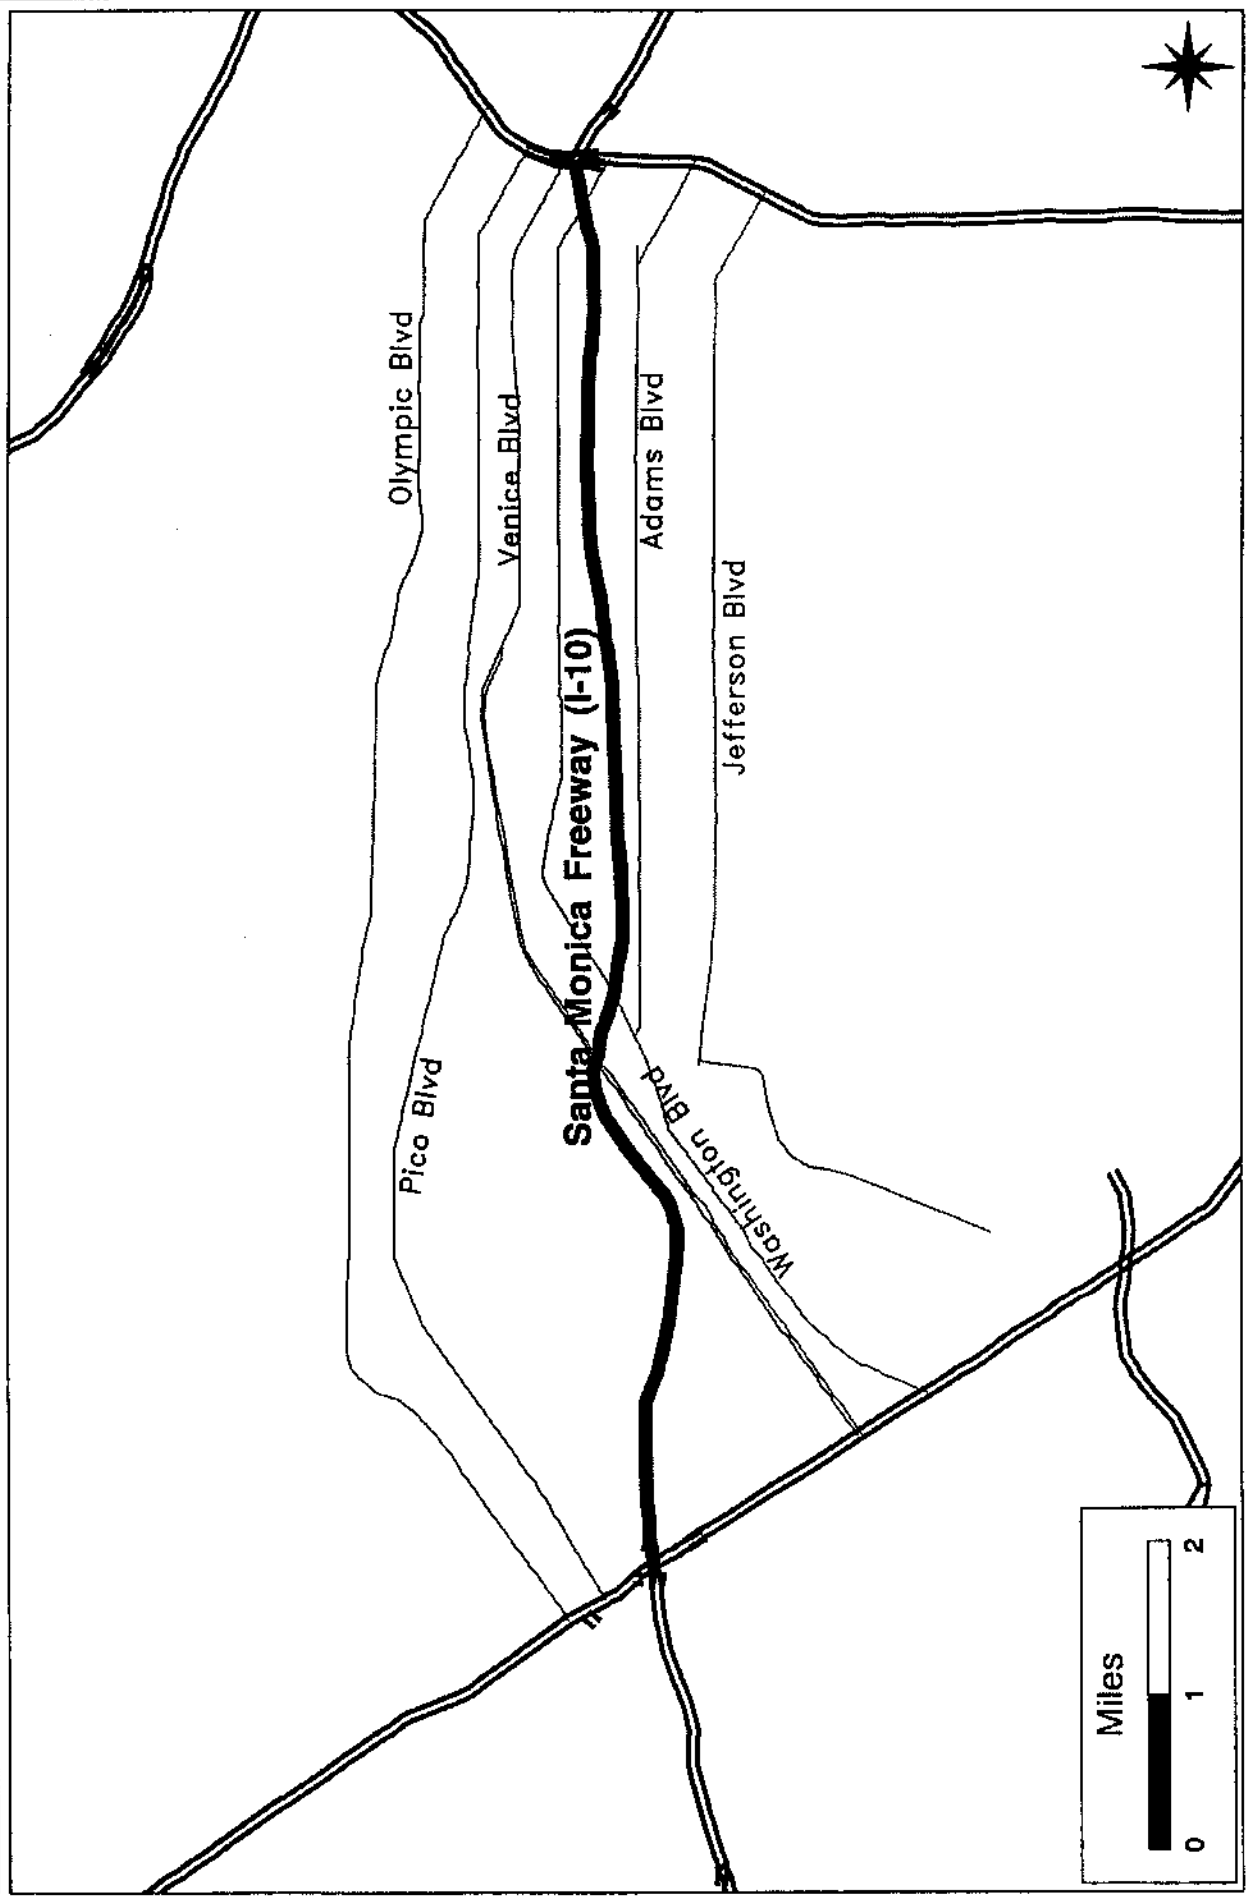 Olympic Blvd
Pico Blvd
Venice Blvd
Santa Monica Freeway (I-10)
Adams Blvd
Washington Blvd
Jefferson Blvd
Miles
0 1 2